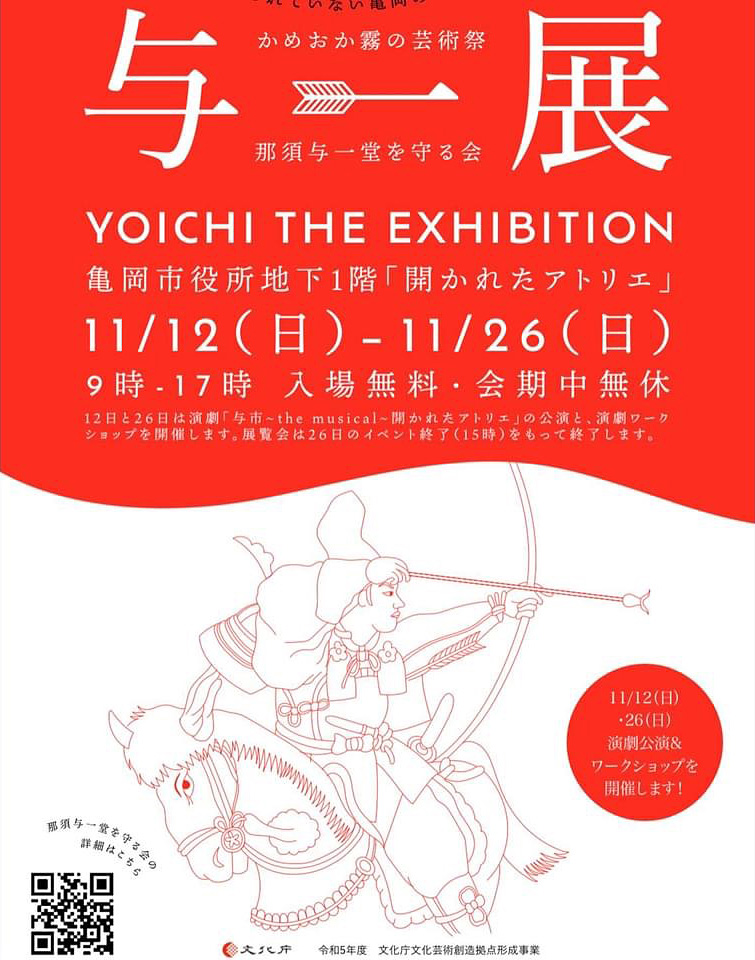 れていない亀岡の
かめおか霧の芸術祭
与一展
那須与一堂を守る会
YOICHI THE EXHIBITION
亀岡市役所地下1階「開かれたアトリエ」
11/12(日)–11/26(日)
9時-17時 入場無料・会期中無休
12日と26日は演劇「与市~the musical~開かれたアトリエ」の公演と、演劇ワーク
ショップを開催します。展覧会は26日のイベント終了(15時)をもって終了します。
11/12(日)
・26(日)
演劇公演&
ワークショップを
開催します!
那須与一堂を守る会の
詳細はこちら
文化庁 令和5年度 文化庁文化芸術創造拠点形成事業